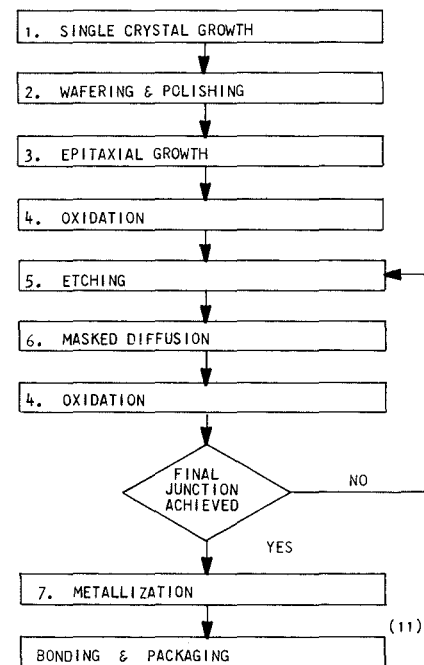 1. SINGLE CRYSTAL GROWTH
2. WAFERING & POLISHING
3. EPITAXIAL GROWTH
4. OXIDATION
5. ETCHING
6. MASKED DIFFUSION
4. OXIDATION
FINAL
JUNCTION
ACHIEVED
NO
YES
7. METALLIZATION
(11)
BONDING & PACKAGING